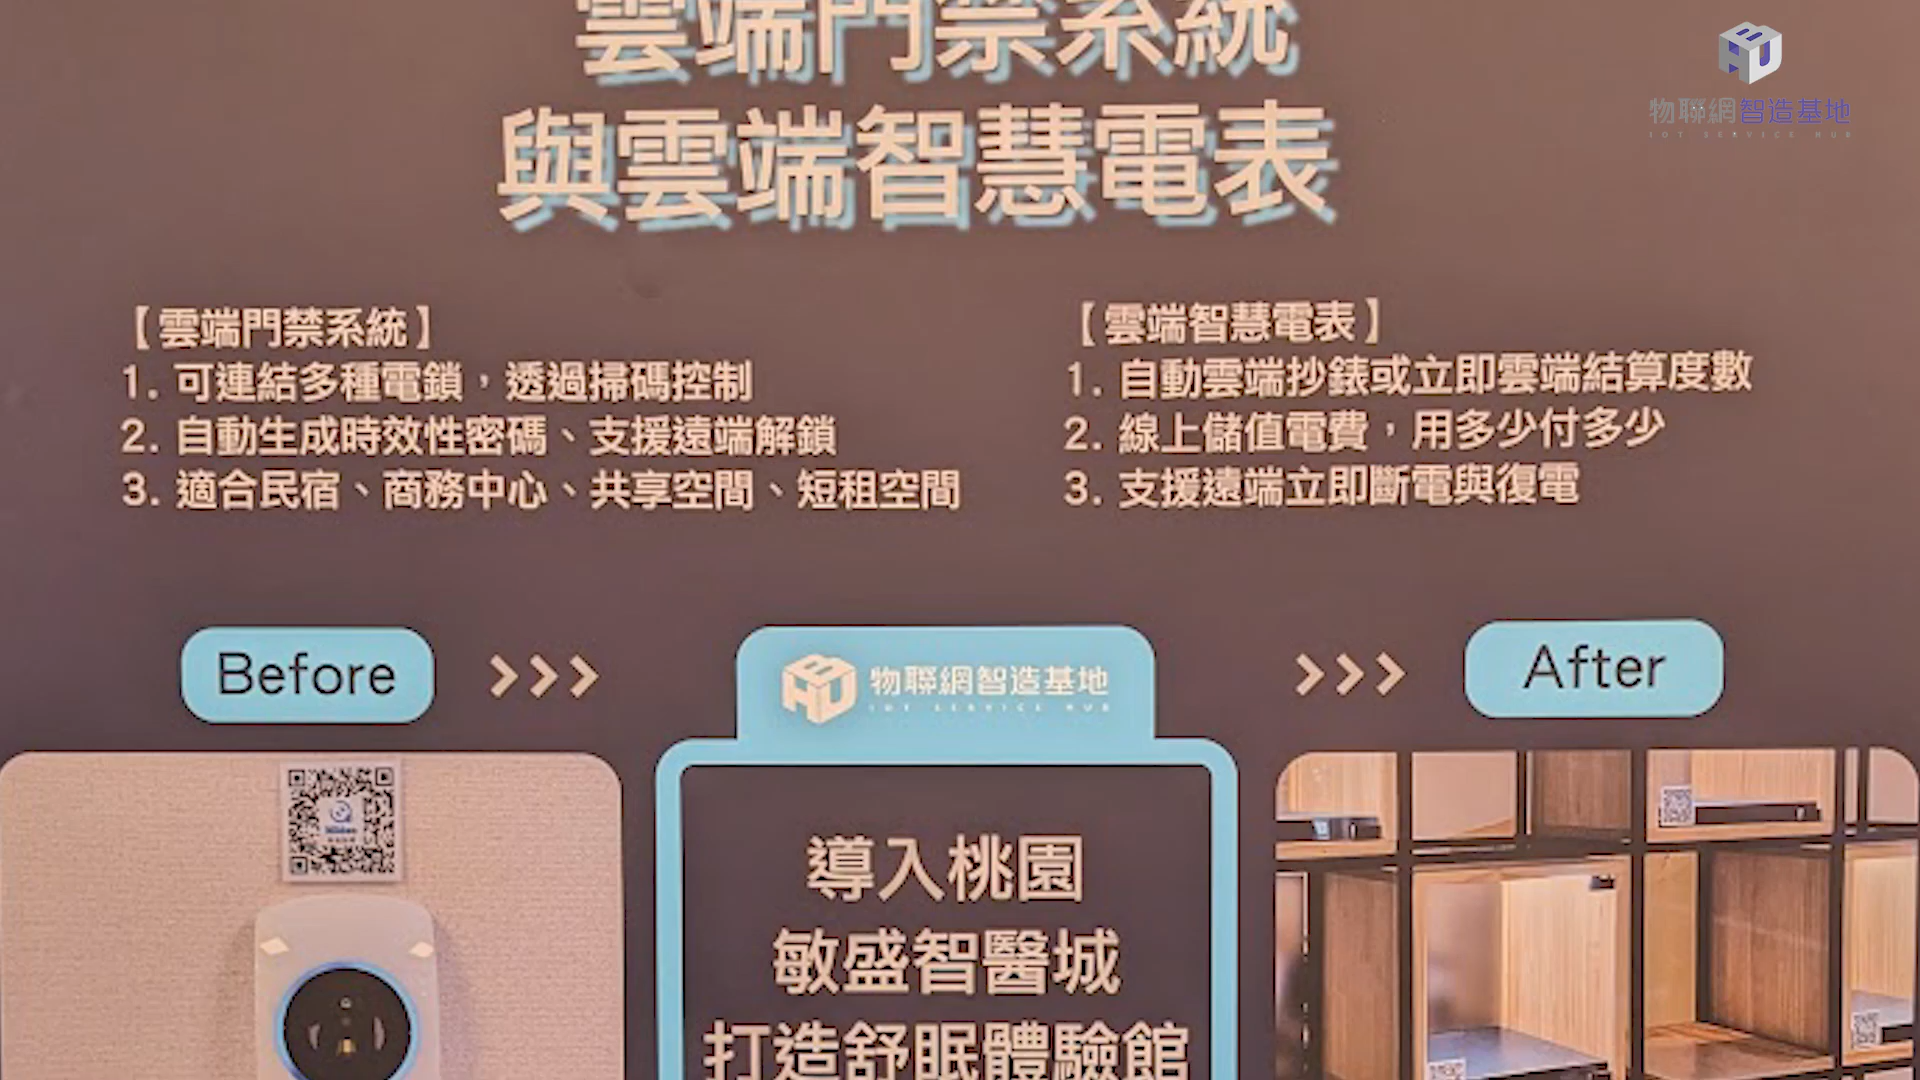 雲端門禁系統
與雲端智慧電表
物聯網智造基地
IOT SERVICE HUB
【雲端門禁系統】
1. 可連結多種電鎖，透過掃碼控制
2. 自動生成時效性密碼、支援遠端解鎖
3. 適合民宿、商務中心、共享空間、短租空間
【雲端智慧電表】
1. 自動雲端抄錶或立即雲端結算度數
2. 線上儲值電費，用多少付多少
3. 支援遠端立即斷電與復電
Before
物聯網智造基地
IOT SERVICE HUB
After
導入桃園
敏盛智醫城
打造舒眠體驗館